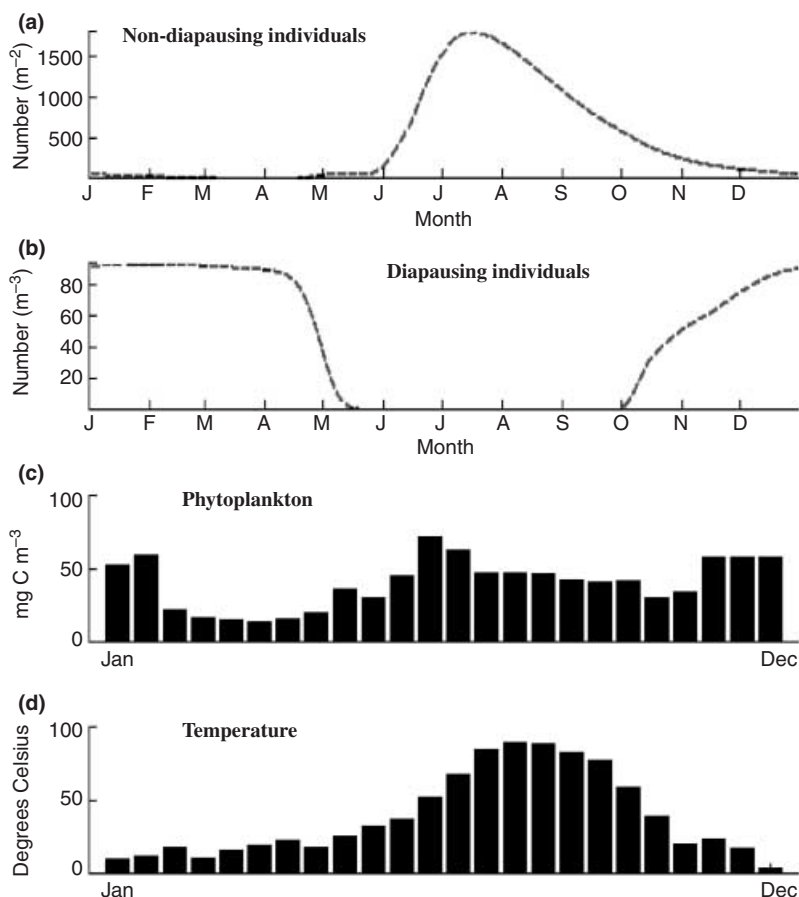 (a)
Non-diapausing individuals
Number (m⁻²)
1500
1000
500
J F M A M J J A S O N D
Month
(b)
Diapausing individuals
Number (m⁻³)
80
60
40
20
J F M A M J J A S O N D
Month
(c)
Phytoplankton
mg C m⁻³
100
50
0
Jan Dec
(d)
Temperature
Degrees Celsius
100
50
0
Jan Dec